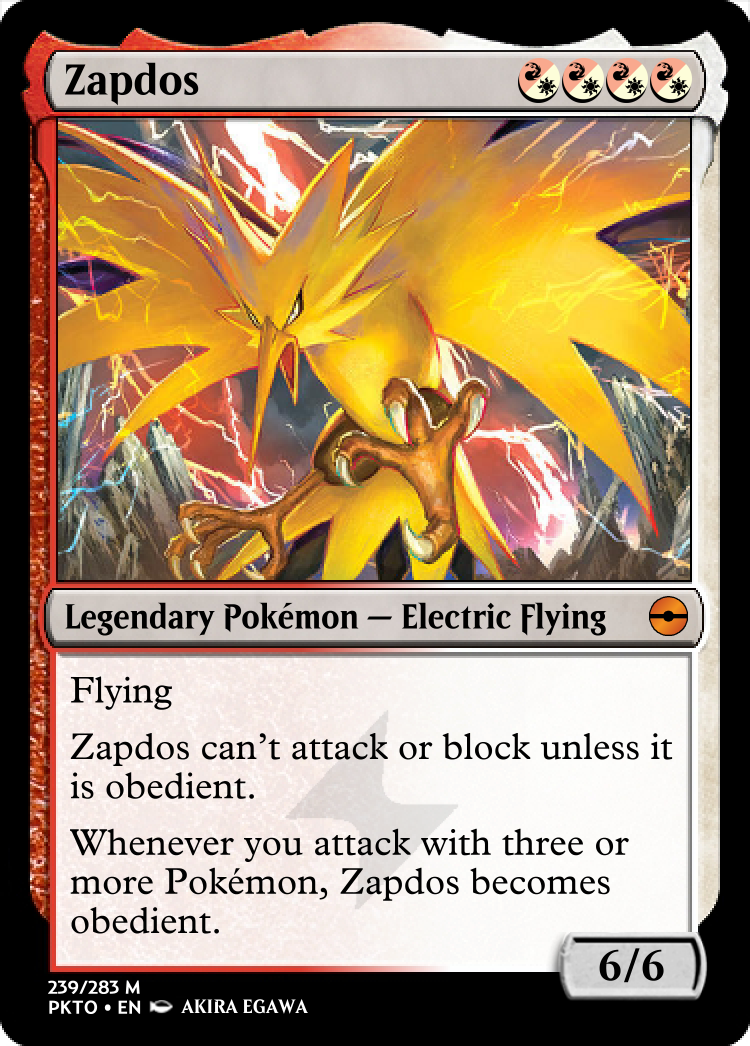 Zapdos
Legendary Pokémon — Electric Flying
Flying
Zapdos can't attack or block unless it
is obedient.
Whenever you attack with three or
more Pokémon, Zapdos becomes
obedient.
6/6
239/283 M
PKTO • EN AKIRA EGAWA